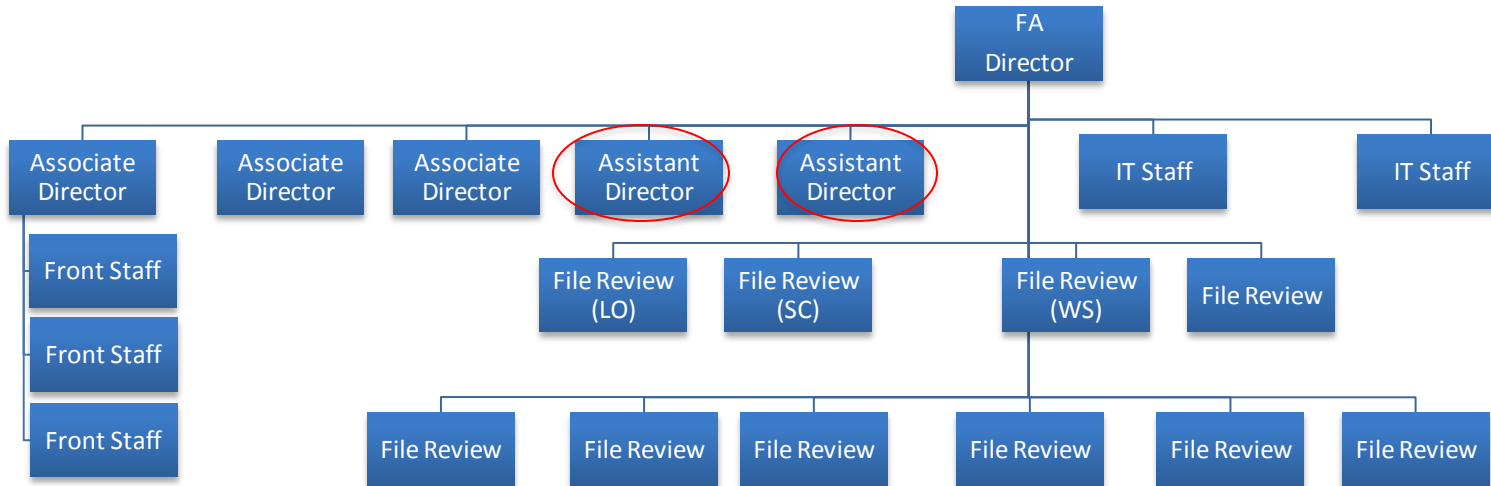 FA
Director
Associate
Director
Associate
Director
Associate
Director
Assistant
Director
Assistant
Director
IT Staff
IT Staff
Front Staff
Front Staff
Front Staff
File Review
(LO)
File Review
(SC)
File Review
(WS)
File Review
File Review
File Review
File Review
File Review
File Review
File Review